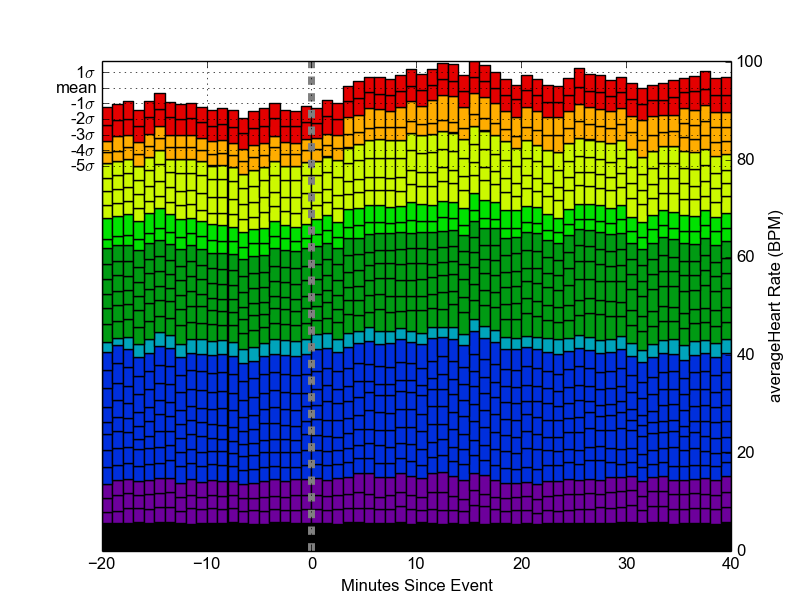 1σ
mean
-1σ
-2σ
-3σ
-4σ
-5σ
100
80
60
40
20
0
averageHeart Rate (BPM)
−20
−10
0
10
20
30
40
Minutes Since Event